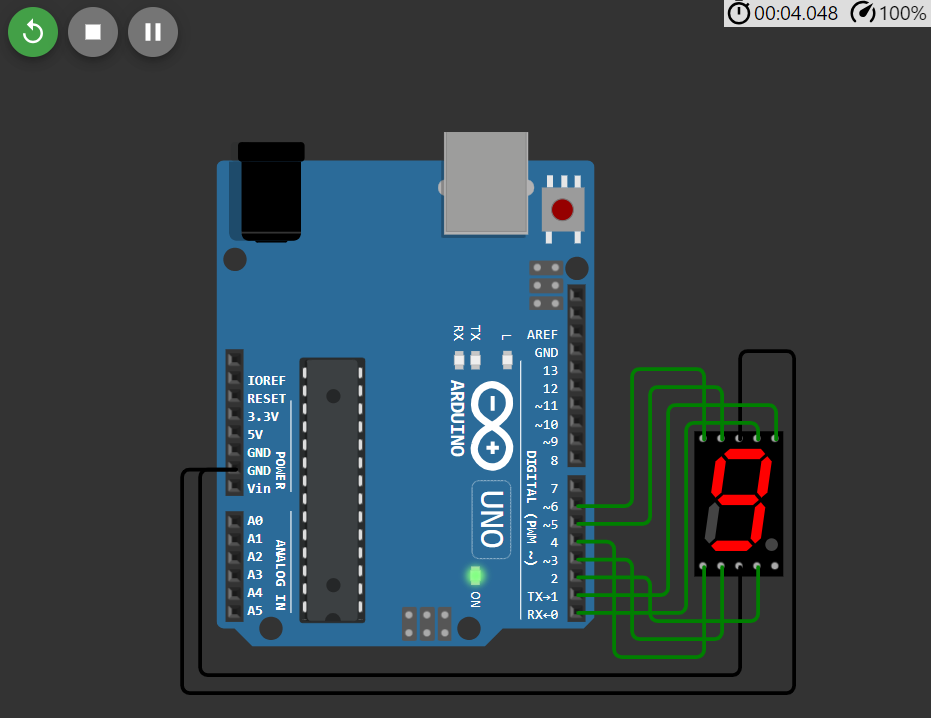 00:04.048 100%
RX
TX
L
AREF
GND
13
12
~11
~10
~9
8
7
~6
~5
4
~3
2
TX→1
RX←0
DIGITAL (PWM ~)
ARDUINO
UNO
ON
IOREF
RESET
3.3V
5V
GND
GND
Vin
POWER
A0
A1
A2
A3
A4
A5
ANALOG IN
9